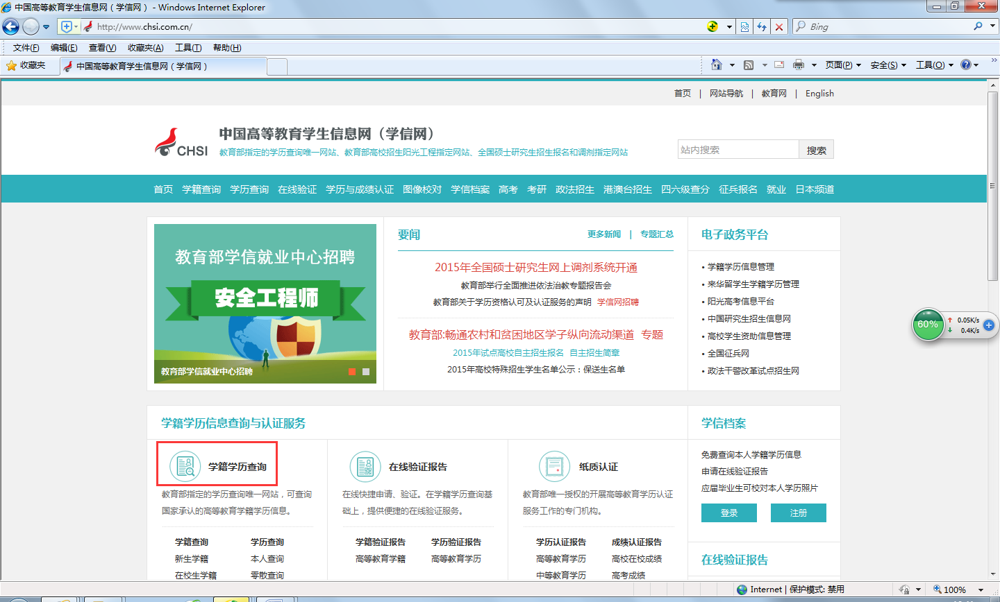 中国高等教育学生信息网（学信网） - Windows Internet Explorer
http://www.chsi.com.cn/
Bing
文件(F) 编辑(E) 查看(V) 收藏夹(A) 工具(T) 帮助(H)
收藏夹 中国高等教育学生信息网（学信网） 页面(P) 安全(S) 工具(O)
首页 | 网站导航 | 教育网 | English
CHSI
中国高等教育学生信息网（学信网）
教育部指定的学历查询唯一网站、教育部高校招生阳光工程指定网站、全国硕士研究生招生报名和调剂指定网站
站内搜索 搜索
首页 学籍查询 学历查询 在线验证 学历与成绩认证 图像校对 学信档案 高考 考研 政法招生 港澳台招生 四六级查分 征兵报名 就业 日本频道
教育部学信就业中心招聘
安全工程师
教育部学信就业中心招聘
要闻 更多新闻 | 专题汇总
2015年全国硕士研究生网上调剂系统开通
教育部举行全面推进依法治教专题报告会
教育部关于学历资格认可及认证服务的声明 学信网招聘
教育部:畅通农村和贫困地区学子纵向流动渠道 专题
2015年试点高校自主招生报名 自主招生简章
2015年高校特殊招生学生名单公示：保送生名单
电子政务平台
• 学籍学历信息管理
• 来华留学生学籍学历管理
• 阳光高考信息平台
• 中国研究生招生信息网
• 高校学生资助信息管理
• 全国征兵网
• 政法干警改革试点招生网
60% 0.05K/s
0.4K/s
学籍学历信息查询与认证服务
学籍学历查询
教育部指定的学历查询唯一网站，可查询
国家承认的高等教育学籍学历信息。
学籍查询 学历查询
新生学籍 本人查询
在校生学籍 零散查询
在线验证报告
在线快捷申请、验证。在学籍学历查询基
础上，提供便捷的在线验证服务。
学籍验证报告 学历验证报告
高等教育学籍 高等教育学历
纸质认证
教育部唯一授权的开展高等教育学历认证
服务工作的专门机构。
学历认证报告 成绩认证报告
高等教育学历 高校在校成绩
中等教育学历 高考成绩
学信档案
免费查询本人学籍学历信息
申请在线验证报告
应届毕业生可校对本人学历照片
登录 注册
在线验证报告
Internet | 保护模式: 禁用 100%